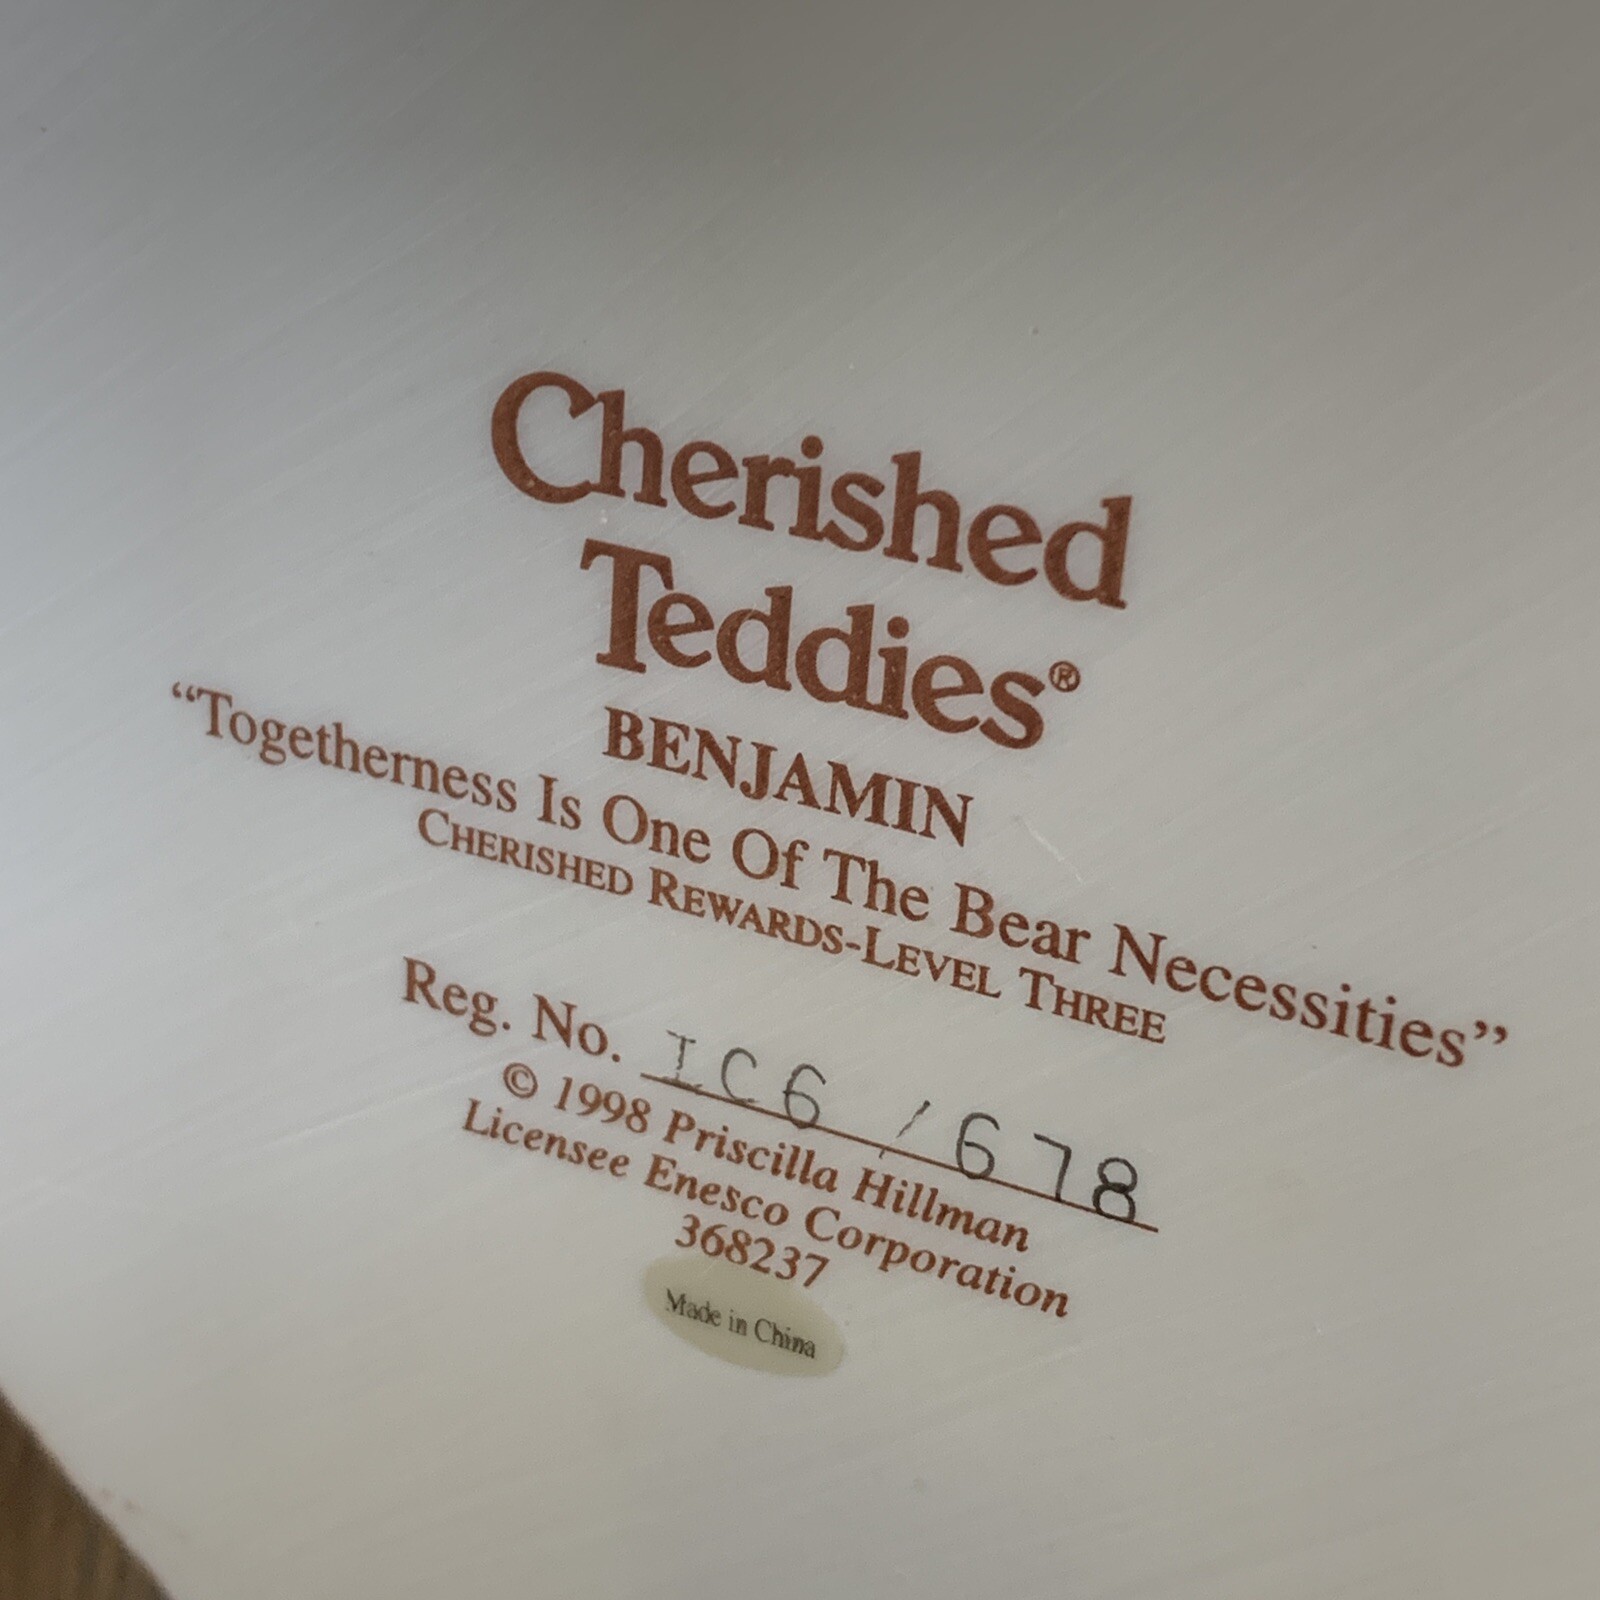 Cherished
Teddies®
BENJAMIN
“Togetherness Is One Of The Bear Necessities”
CHERISHED REWARDS-LEVEL THREE
Reg. No. IC6 / 678
© 1998 Priscilla Hillman
Licensee Enesco Corporation
368237
Made in China